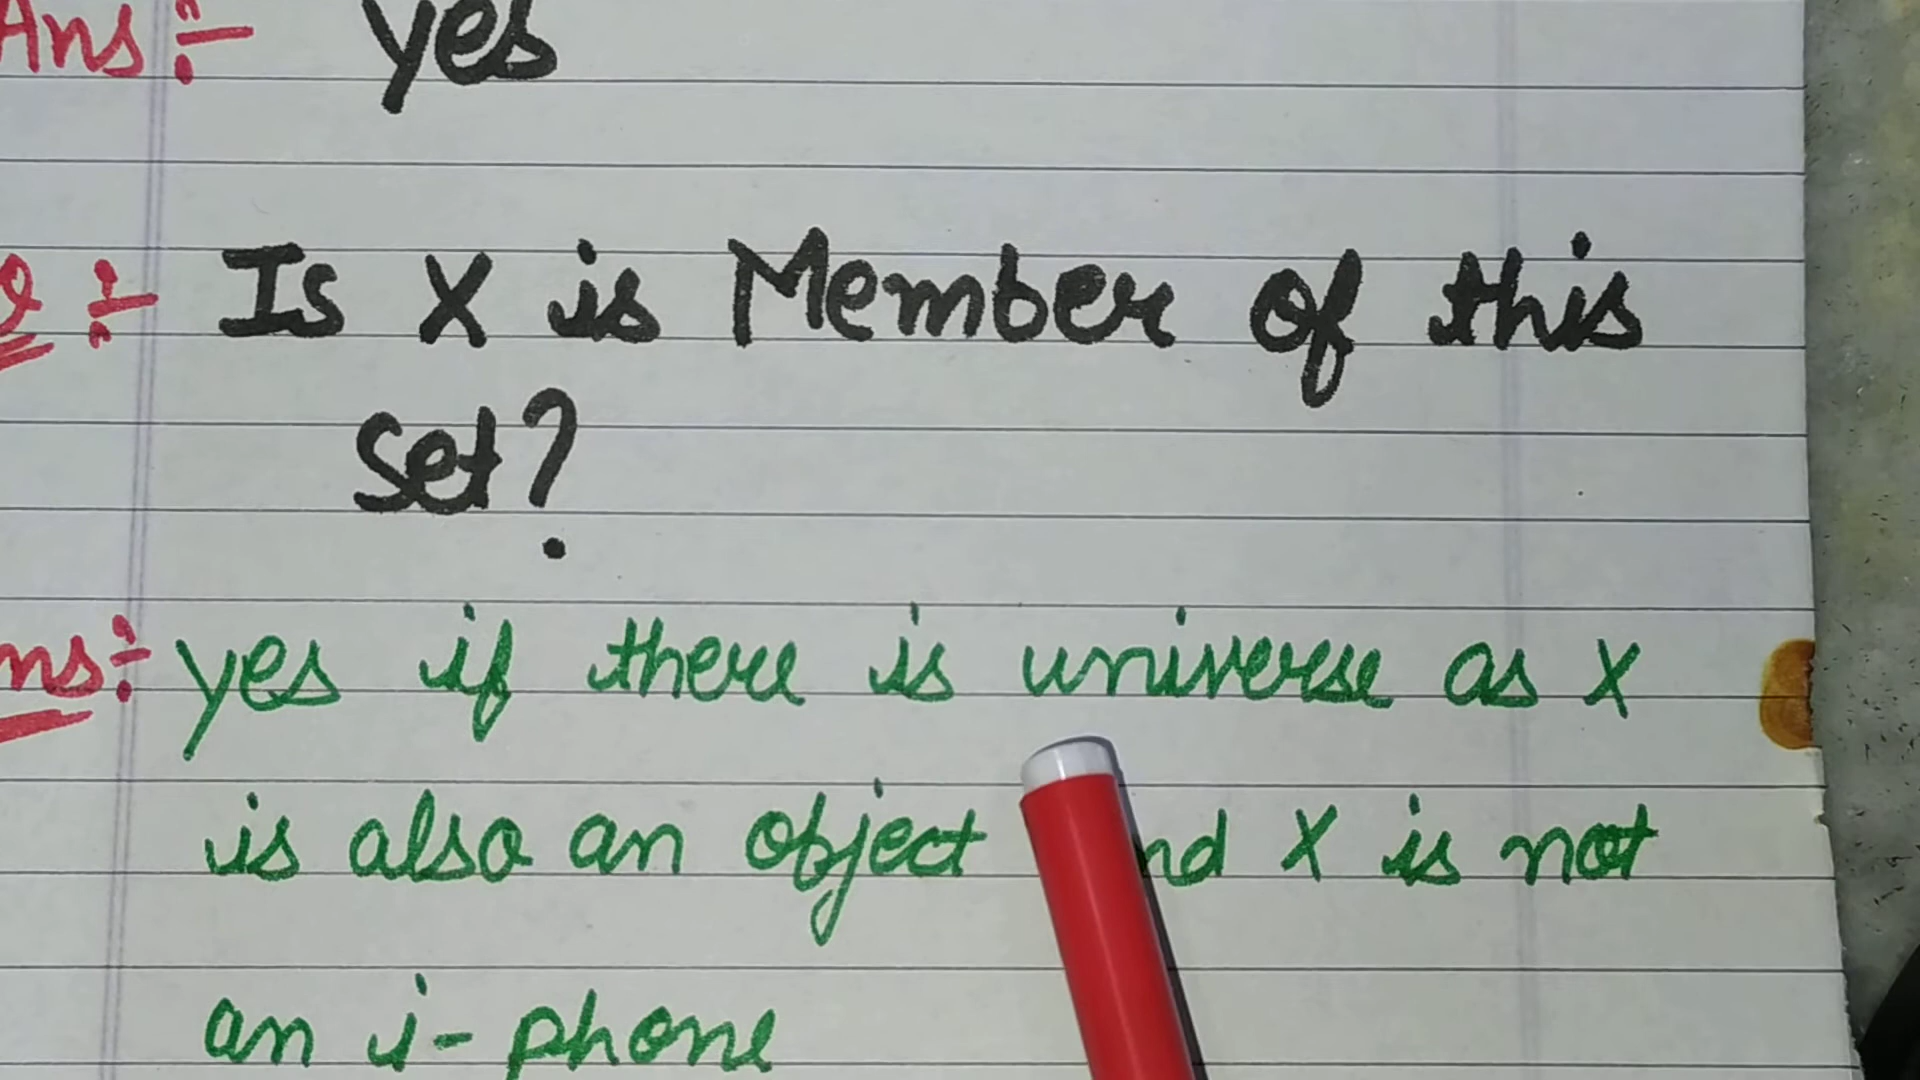 Ans:- yes
:- Is X is Member of this
set?
ns:- yes if there is universe as X
is also an object nd X is not
an i-phone